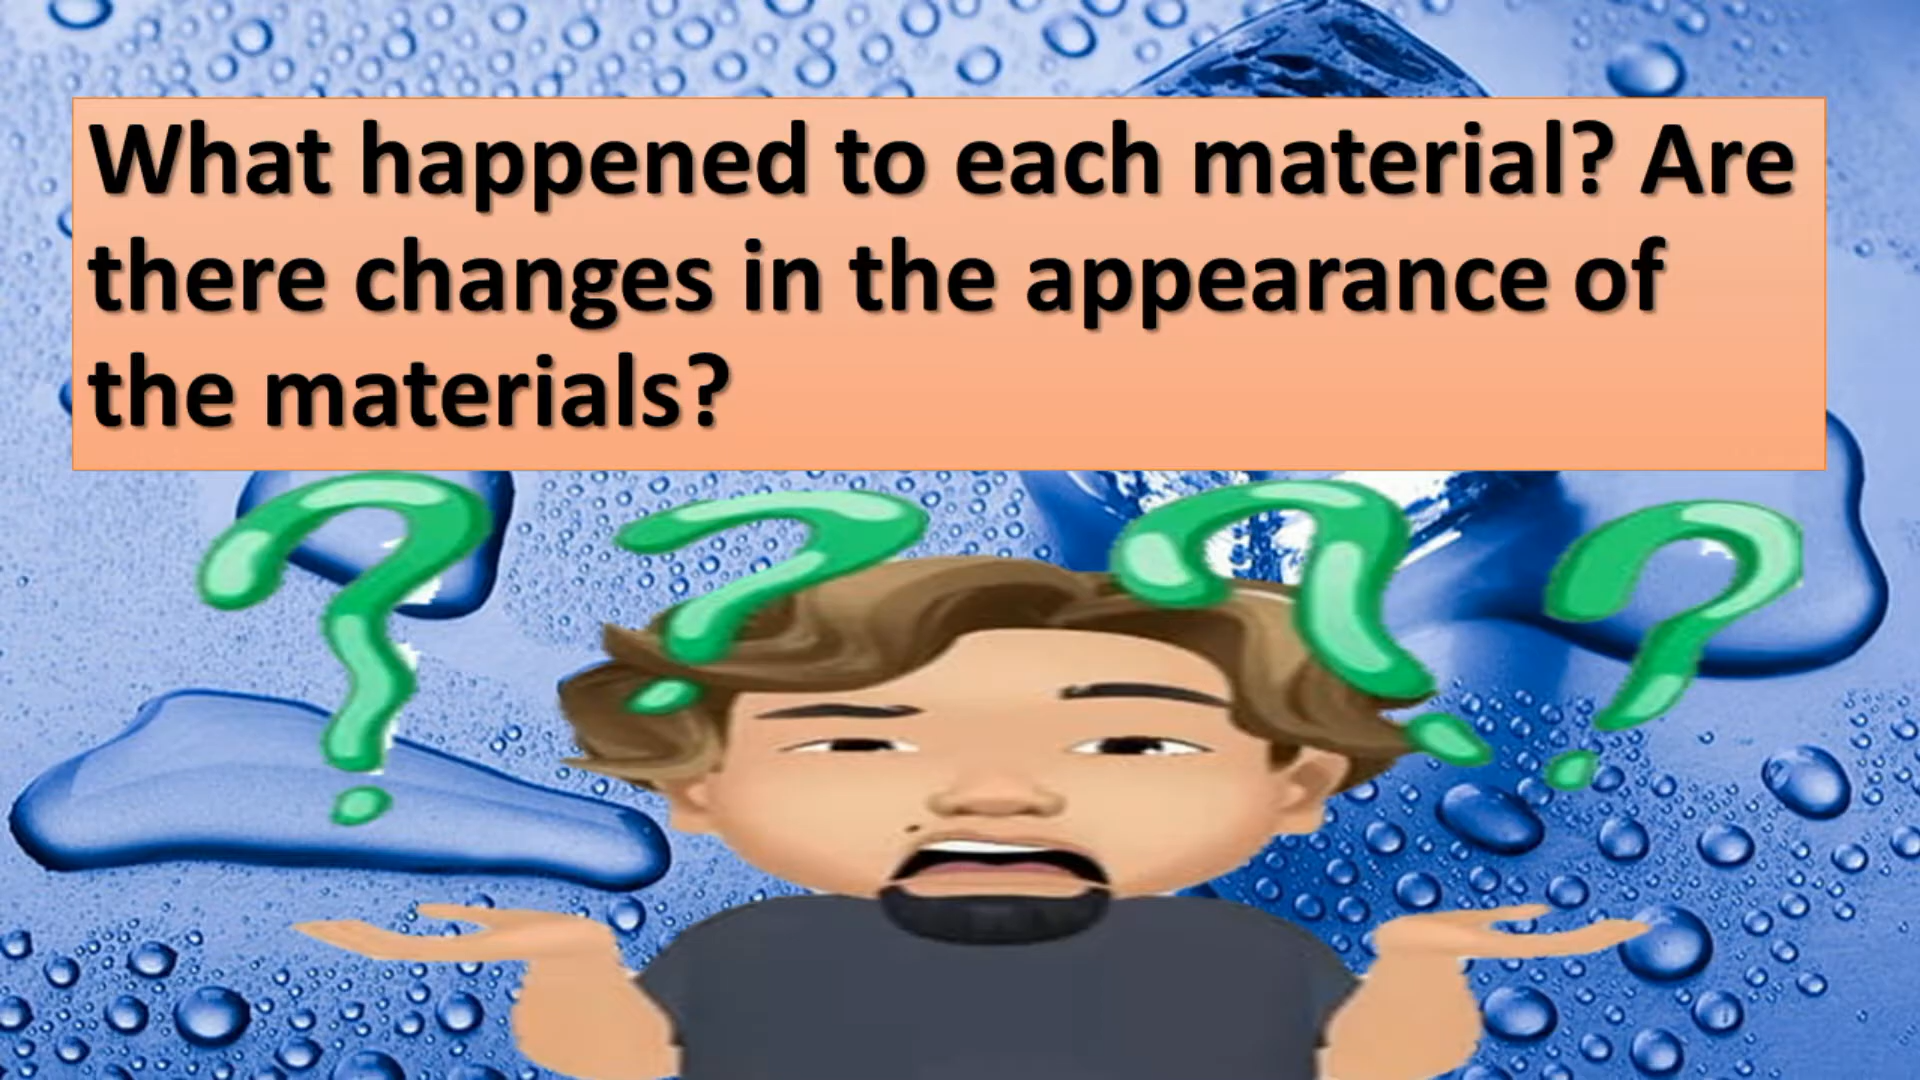 What happened to each material? Are
there changes in the appearance of
the materials?